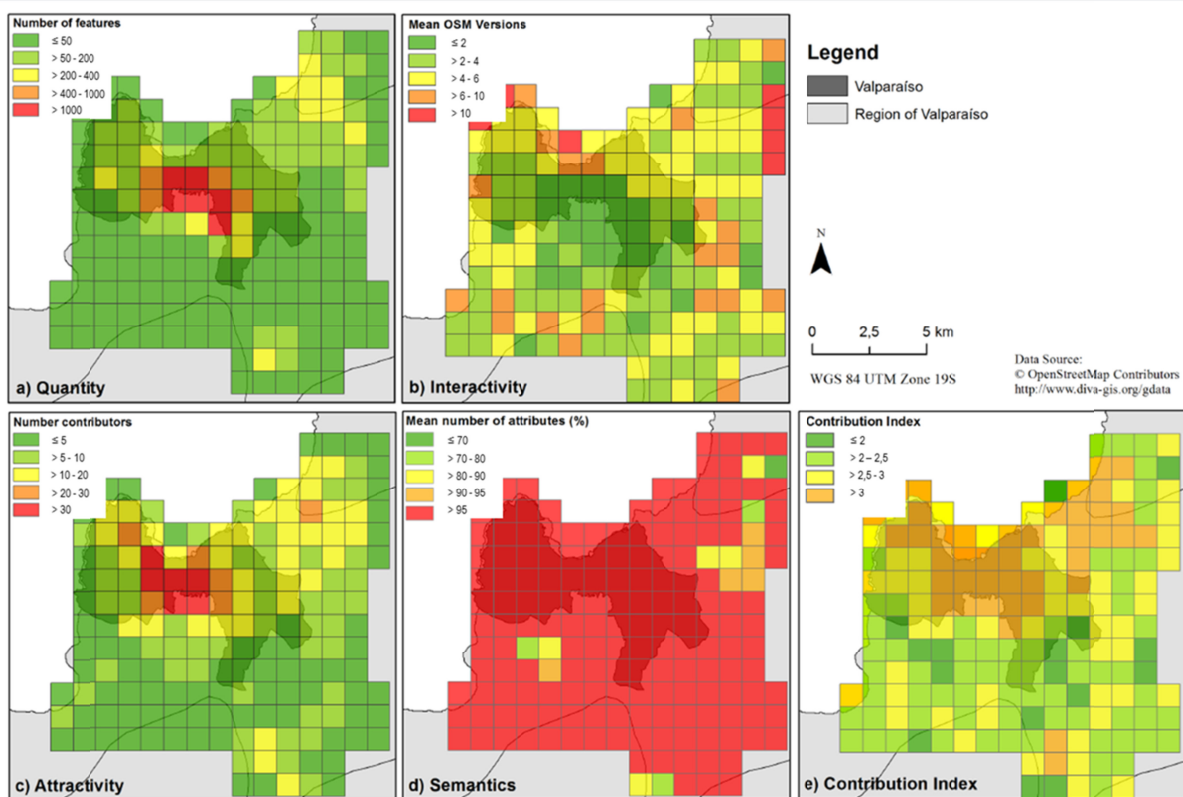 Number of features
≤ 50
> 50 - 200
> 200 - 400
> 400 - 1000
> 1000
a) Quantity
Mean OSM Versions
≤ 2
> 2 - 4
> 4 - 6
> 6 - 10
> 10
b) Interactivity
Legend
Valparaíso
Region of Valparaíso
N
0 2,5 5 km
WGS 84 UTM Zone 19S
Data Source:
© OpenStreetMap Contributors
http://www.diva-gis.org/gdata
Number contributors
≤ 5
> 5 - 10
> 10 - 20
> 20 - 30
> 30
c) Attractivity
Mean number of attributes (%)
≤ 70
> 70 - 80
> 80 - 90
> 90 - 95
> 95
d) Semantics
Contribution Index
≤ 2
> 2 – 2,5
> 2,5 - 3
> 3
e) Contribution Index